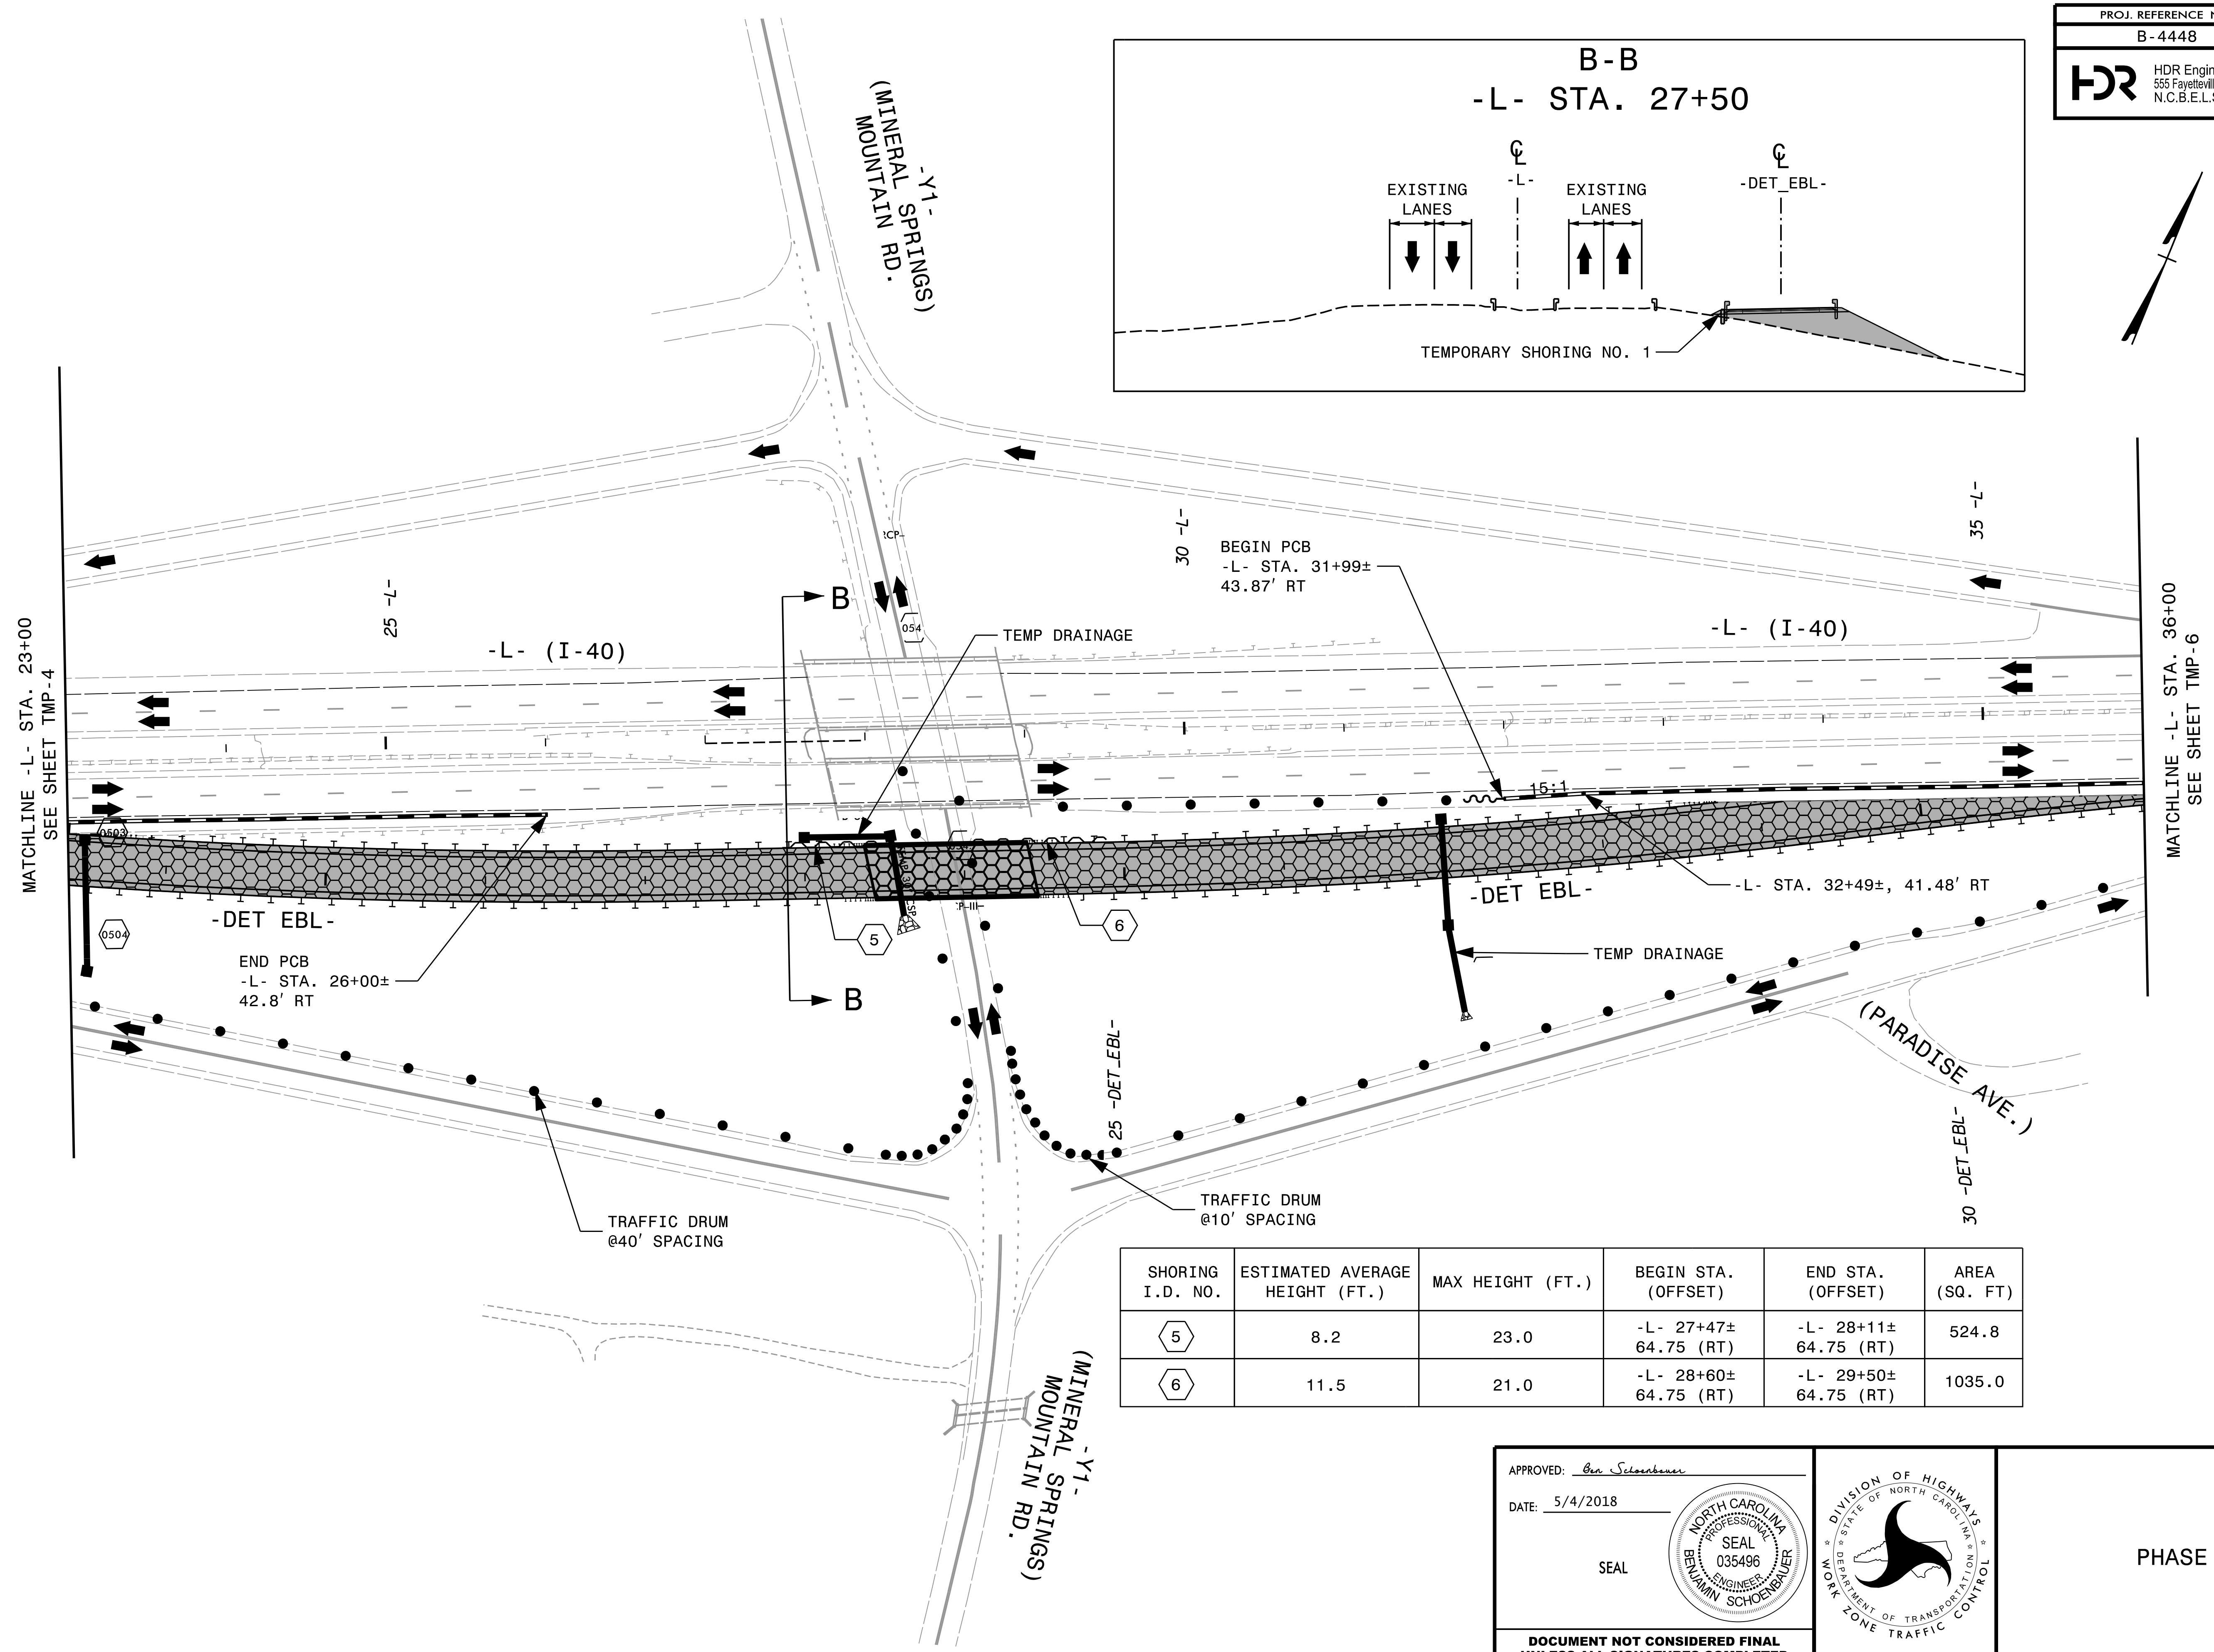 PROJ. REFERENCE N
B-4448
HDR
HDR Engin
555 Fayettevill
N.C.B.E.L.S
B-B
-L- STA. 27+50
EXISTING
LANES
℄
-L-
EXISTING
LANES
℄
-DET_EBL-
TEMPORARY SHORING NO. 1
-Y1-
(MINERAL SPRINGS)
MOUNTAIN RD.
MATCHLINE -L- STA. 23+00
SEE SHEET TMP-4
25 -L-
-L- (I-40)
B
054
TEMP DRAINAGE
30 -L-
BEGIN PCB
-L- STA. 31+99±
43.87' RT
35 -L-
-L- (I-40)
MATCHLINE -L- STA. 36+00
SEE SHEET TMP-6
15:1
0503
0504
-DET EBL-
END PCB
-L- STA. 26+00±
42.8' RT
5
6
B
-DET EBL-
-L- STA. 32+49±, 41.48' RT
TEMP DRAINAGE
(PARADISE AVE.)
25 -DET_EBL-
30 -DET_EBL-
TRAFFIC DRUM
@40' SPACING
TRAFFIC DRUM
@10' SPACING
SHORING I.D. NO.
ESTIMATED AVERAGE HEIGHT (FT.)
MAX HEIGHT (FT.)
BEGIN STA. (OFFSET)
END STA. (OFFSET)
AREA (SQ. FT)
5 8.2 23.0 -L- 27+47± 64.75 (RT) -L- 28+11± 64.75 (RT) 524.8
6 11.5 21.0 -L- 28+60± 64.75 (RT) -L- 29+50± 64.75 (RT) 1035.0
-Y1-
(MINERAL SPRINGS)
MOUNTAIN RD.
APPROVED: Ben Schoenbauer
DATE: 5/4/2018
SEAL
NORTH CAROLINA
PROFESSIONAL
SEAL
035496
ENGINEER
BENJAMIN SCHOENBAUER
DOCUMENT NOT CONSIDERED FINAL
UNLESS ALL SIGNATURES COMPLETED
DIVISION OF HIGHWAYS
STATE OF NORTH CAROLINA
DEPARTMENT OF TRANSPORTATION
WORK ZONE TRAFFIC CONTROL
PHASE